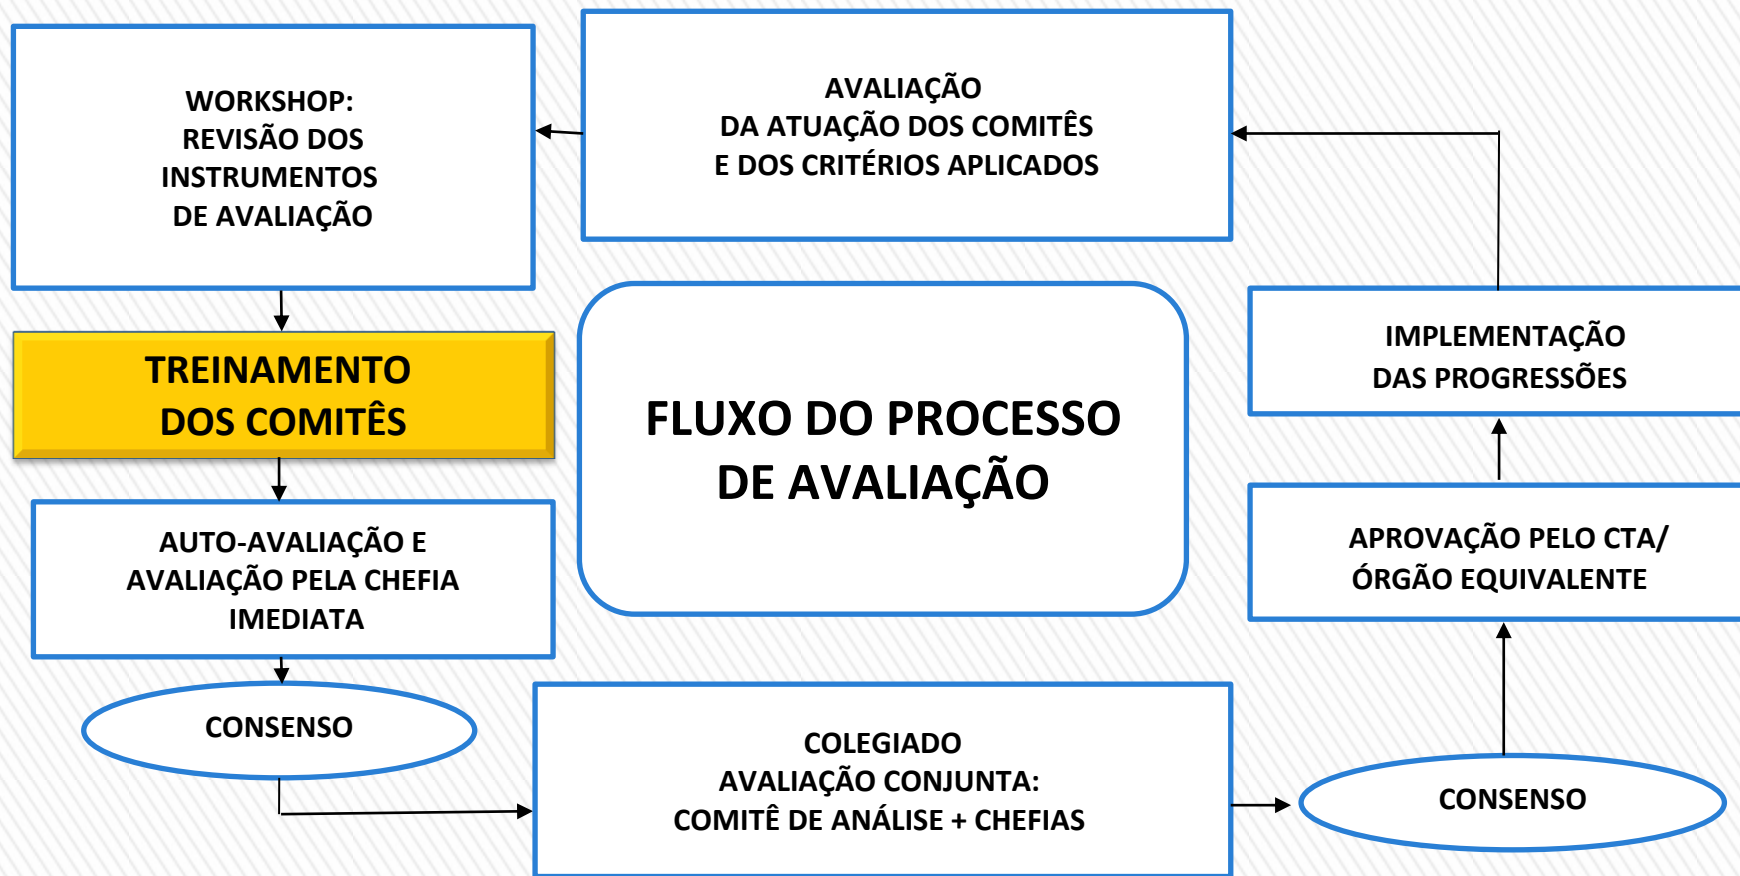 WORKSHOP:
REVISÃO DOS
INSTRUMENTOS
DE AVALIAÇÃO
AVALIAÇÃO
DA ATUAÇÃO DOS COMITÊS
E DOS CRITÉRIOS APLICADOS
TREINAMENTO
DOS COMITÊS
FLUXO DO PROCESSO
DE AVALIAÇÃO
IMPLEMENTAÇÃO
DAS PROGRESSÕES
AUTO-AVALIAÇÃO E
AVALIAÇÃO PELA CHEFIA
IMEDIATA
APROVAÇÃO PELO CTA/
ÓRGÃO EQUIVALENTE
CONSENSO
COLEGIADO
AVALIAÇÃO CONJUNTA:
COMITÊ DE ANÁLISE + CHEFIAS
CONSENSO